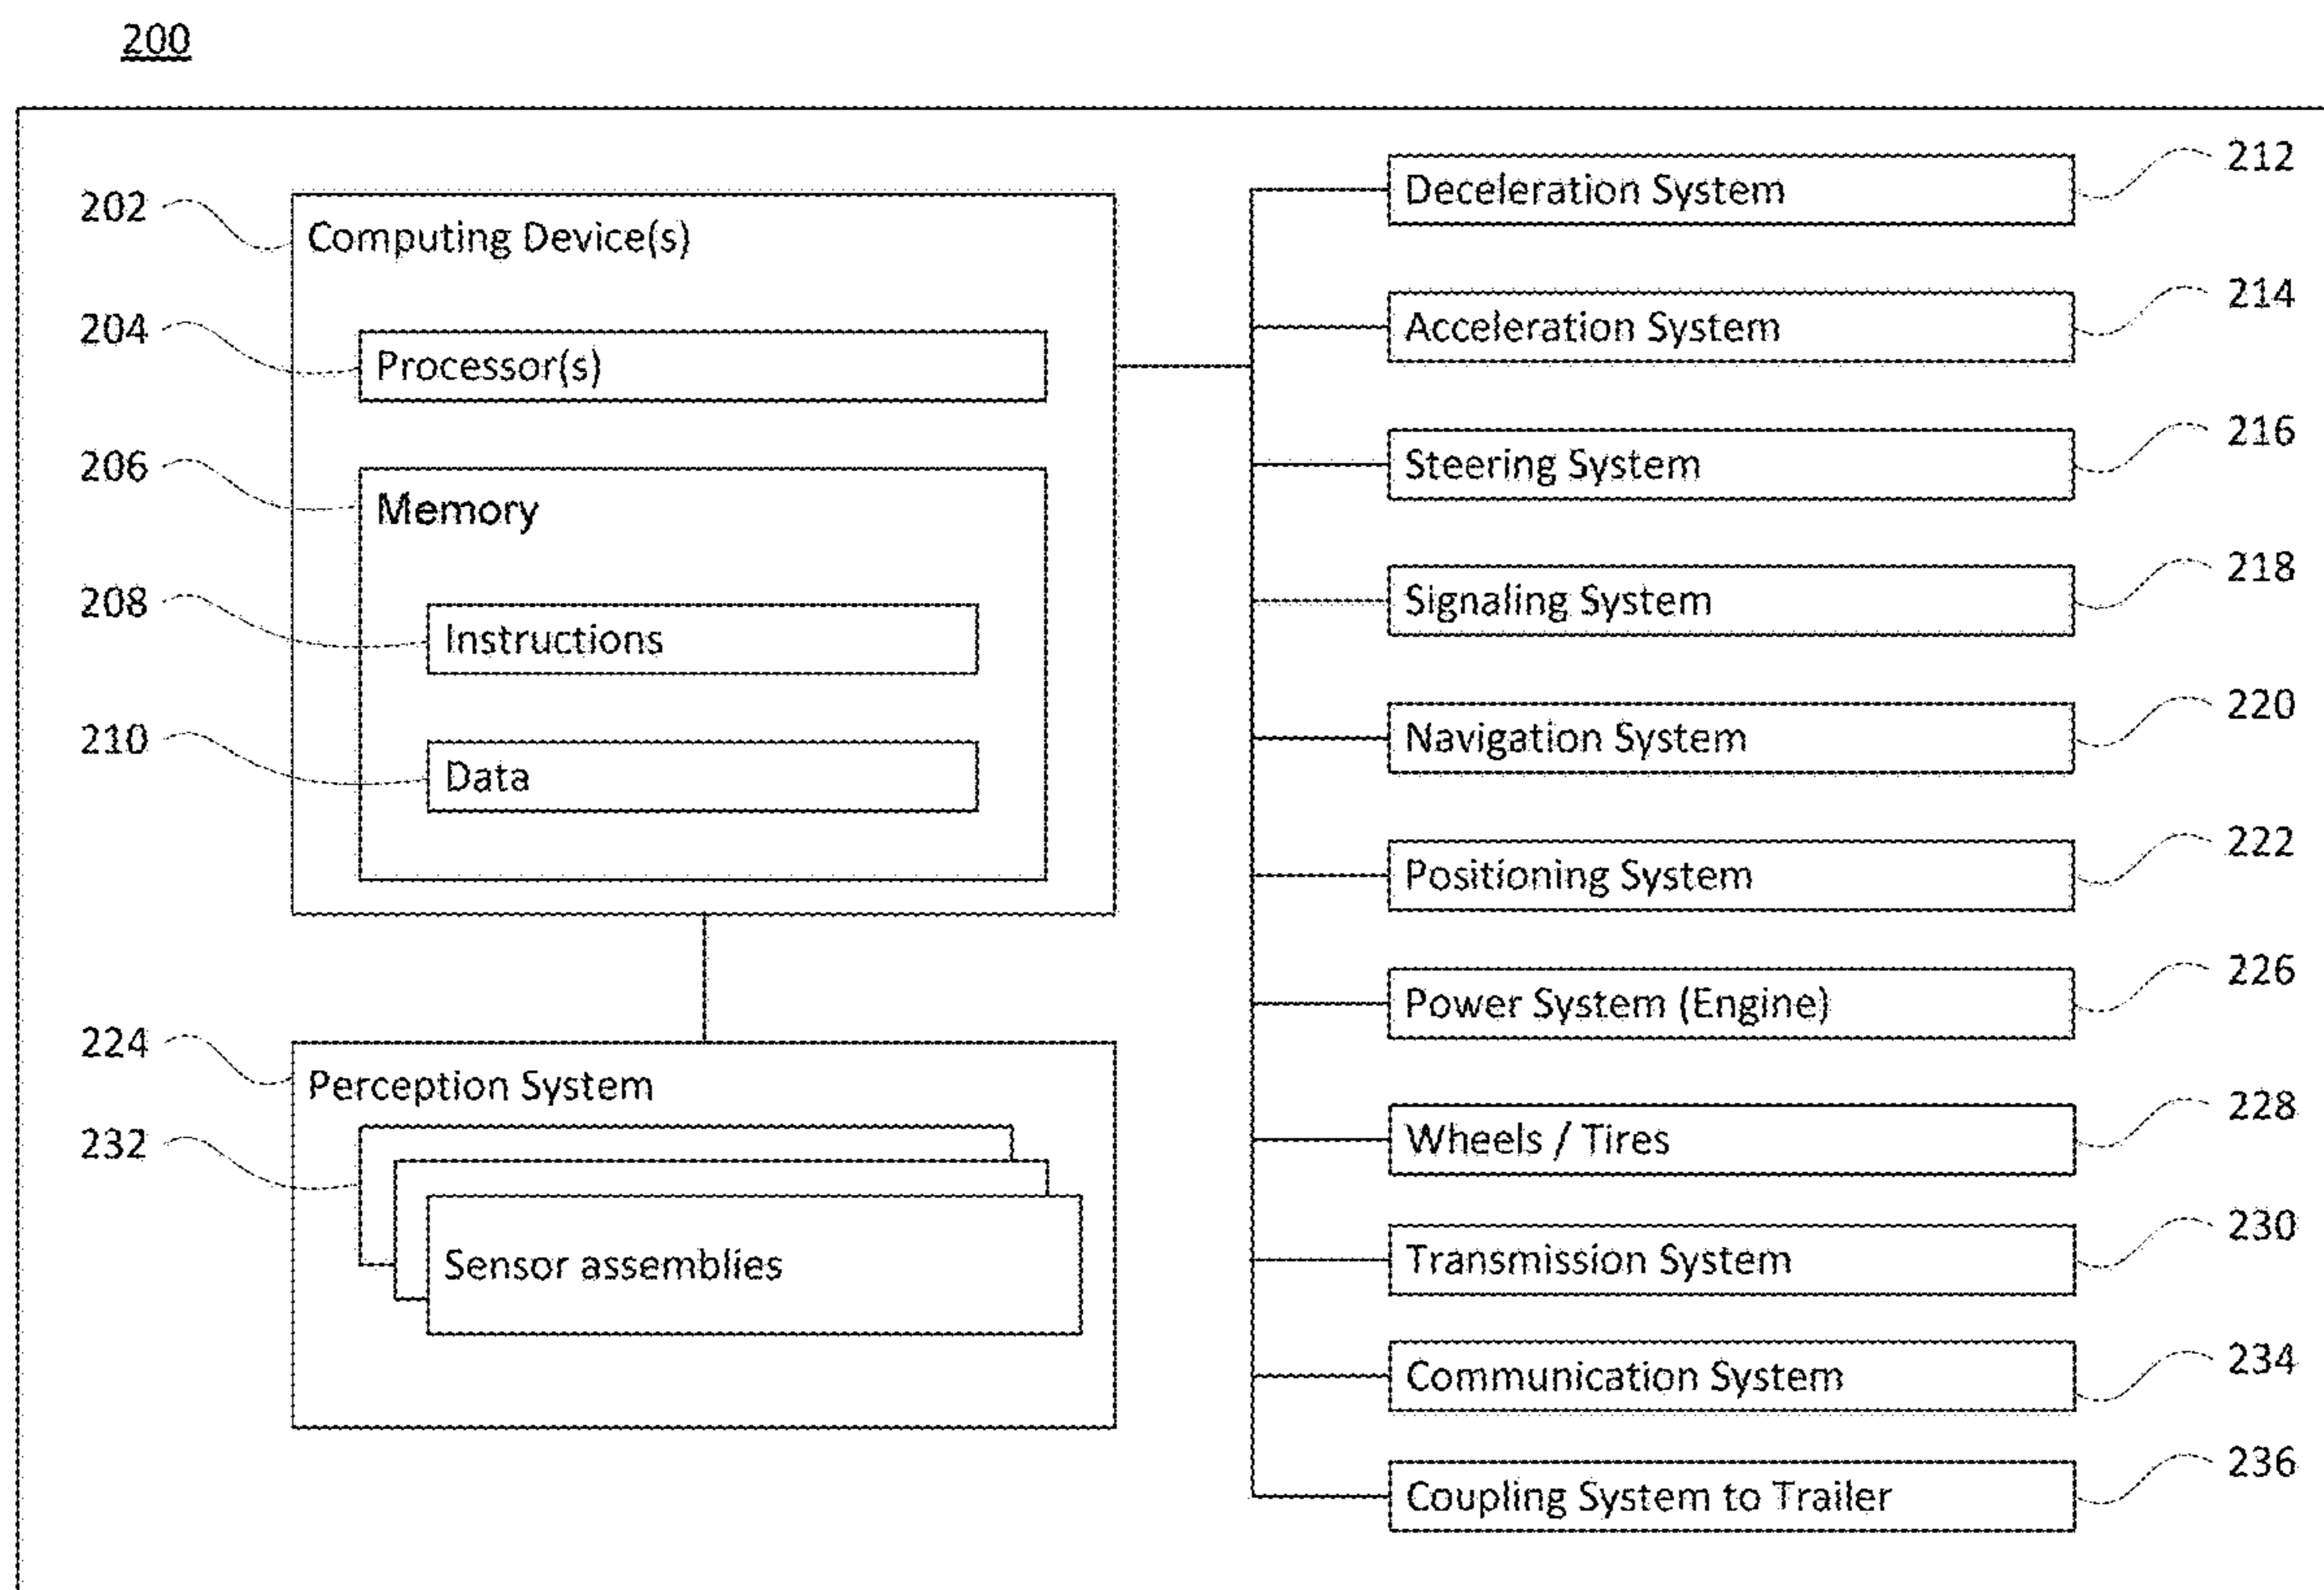 200
202
Computing Device(s)
204
Processor(s)
206
Memory
208
Instructions
210
Data
224
Perception System
232
Sensor assemblies
Deceleration System
212
Acceleration System
214
Steering System
216
Signaling System
218
Navigation System
220
Positioning System
222
Power System (Engine)
226
Wheels / Tires
228
Transmission System
230
Communication System
234
Coupling System to Trailer
236